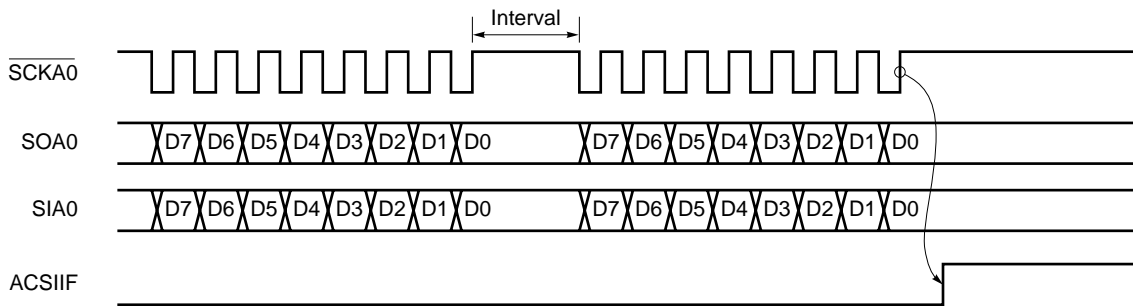 Interval
SCKA0
SOA0 D7 D6 D5 D4 D3 D2 D1 D0 D7 D6 D5 D4 D3 D2 D1 D0
SIA0 D7 D6 D5 D4 D3 D2 D1 D0 D7 D6 D5 D4 D3 D2 D1 D0
ACSIIF